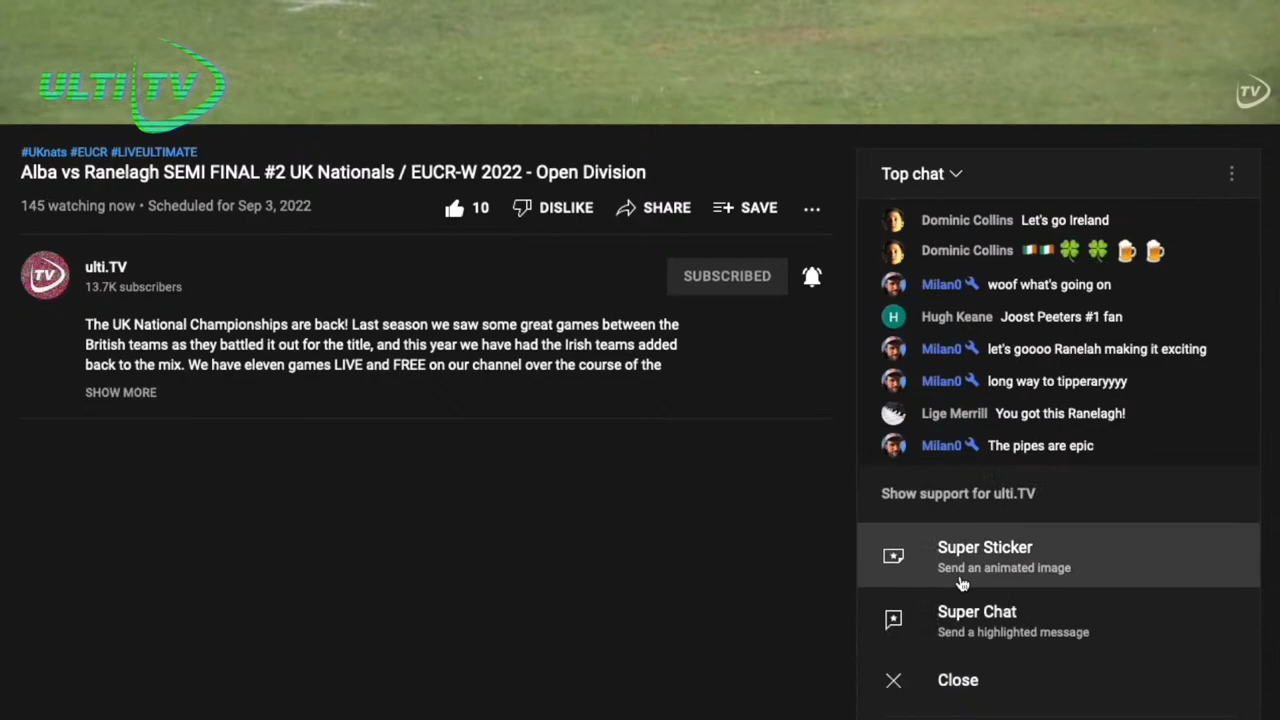 ULTI TV
TV
#UKnats #EUCR #LIVEULTIMATE
Alba vs Ranelagh SEMI FINAL #2 UK Nationals / EUCR-W 2022 - Open Division
145 watching now • Scheduled for Sep 3, 2022
10
DISLIKE
SHARE
SAVE
TV
ulti.TV
13.7K subscribers
SUBSCRIBED
The UK National Championships are back! Last season we saw some great games between the
British teams as they battled it out for the title, and this year we have had the Irish teams added
back to the mix. We have eleven games LIVE and FREE on our channel over the course of the
SHOW MORE
Top chat
Dominic Collins Let's go Ireland
Dominic Collins 🇮🇪🇮🇪🍀🍀🍺🍺
Milan0 woof what's going on
H Hugh Keane Joost Peeters #1 fan
Milan0 let's goooo Ranelah making it exciting
Milan0 long way to tipperaryyyy
Lige Merrill You got this Ranelagh!
Milan0 The pipes are epic
Show support for ulti.TV
Super Sticker
Send an animated image
Super Chat
Send a highlighted message
Close